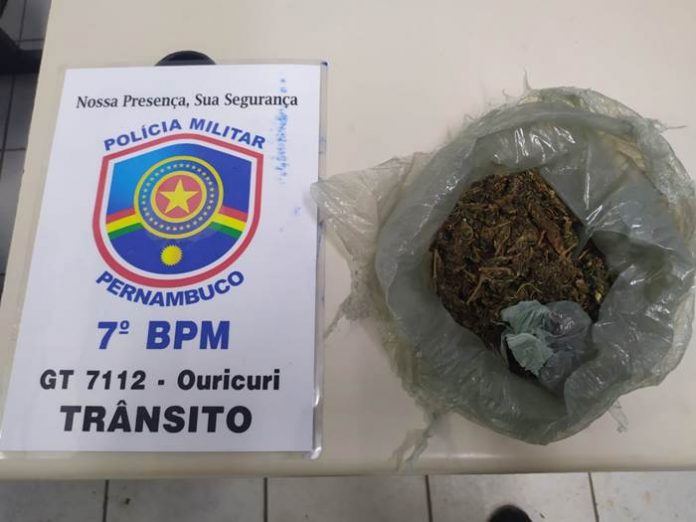 Nossa Presença, Sua Segurança
POLÍCIA MILITAR
PERNAMBUCO
7º BPM
GT 7112 - Ouricuri
TRÂNSITO